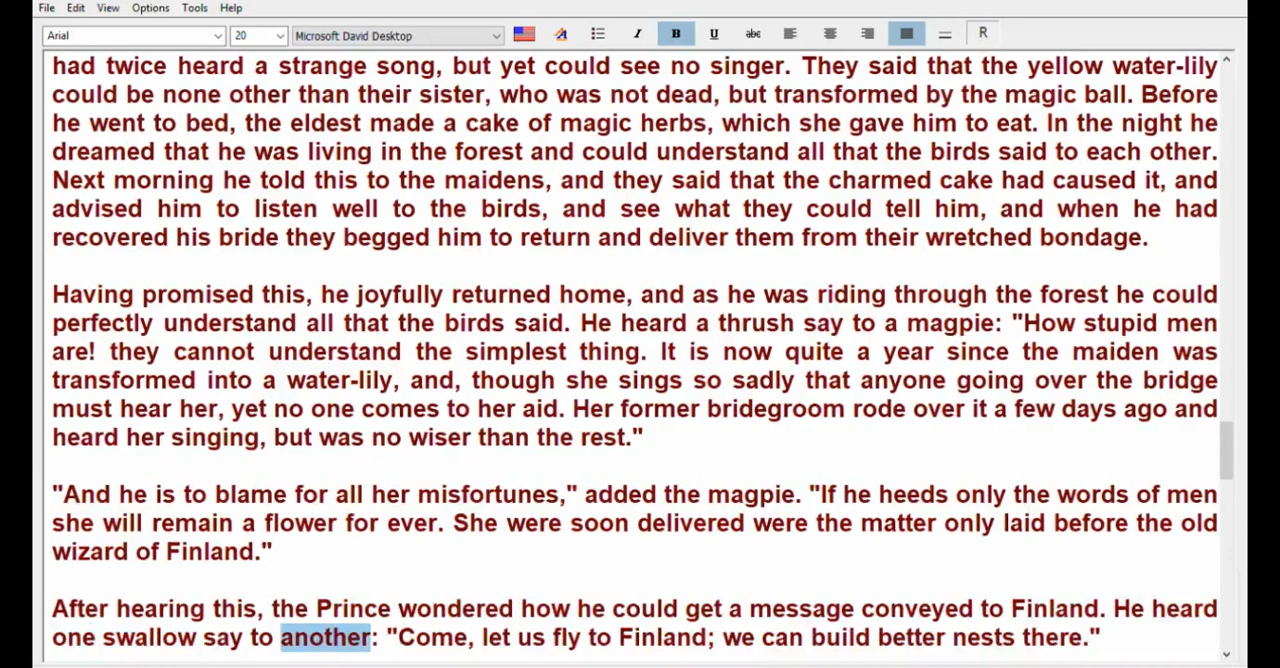 File Edit View Options Tools Help
Arial 20 Microsoft David Desktop I B U abc R
had twice heard a strange song, but yet could see no singer. They said that the yellow water-lily
could be none other than their sister, who was not dead, but transformed by the magic ball. Before
he went to bed, the eldest made a cake of magic herbs, which she gave him to eat. In the night he
dreamed that he was living in the forest and could understand all that the birds said to each other.
Next morning he told this to the maidens, and they said that the charmed cake had caused it, and
advised him to listen well to the birds, and see what they could tell him, and when he had
recovered his bride they begged him to return and deliver them from their wretched bondage.
Having promised this, he joyfully returned home, and as he was riding through the forest he could
perfectly understand all that the birds said. He heard a thrush say to a magpie: "How stupid men
are! they cannot understand the simplest thing. It is now quite a year since the maiden was
transformed into a water-lily, and, though she sings so sadly that anyone going over the bridge
must hear her, yet no one comes to her aid. Her former bridegroom rode over it a few days ago and
heard her singing, but was no wiser than the rest."
"And he is to blame for all her misfortunes," added the magpie. "If he heeds only the words of men
she will remain a flower for ever. She were soon delivered were the matter only laid before the old
wizard of Finland."
After hearing this, the Prince wondered how he could get a message conveyed to Finland. He heard
one swallow say to another: "Come, let us fly to Finland; we can build better nests there."